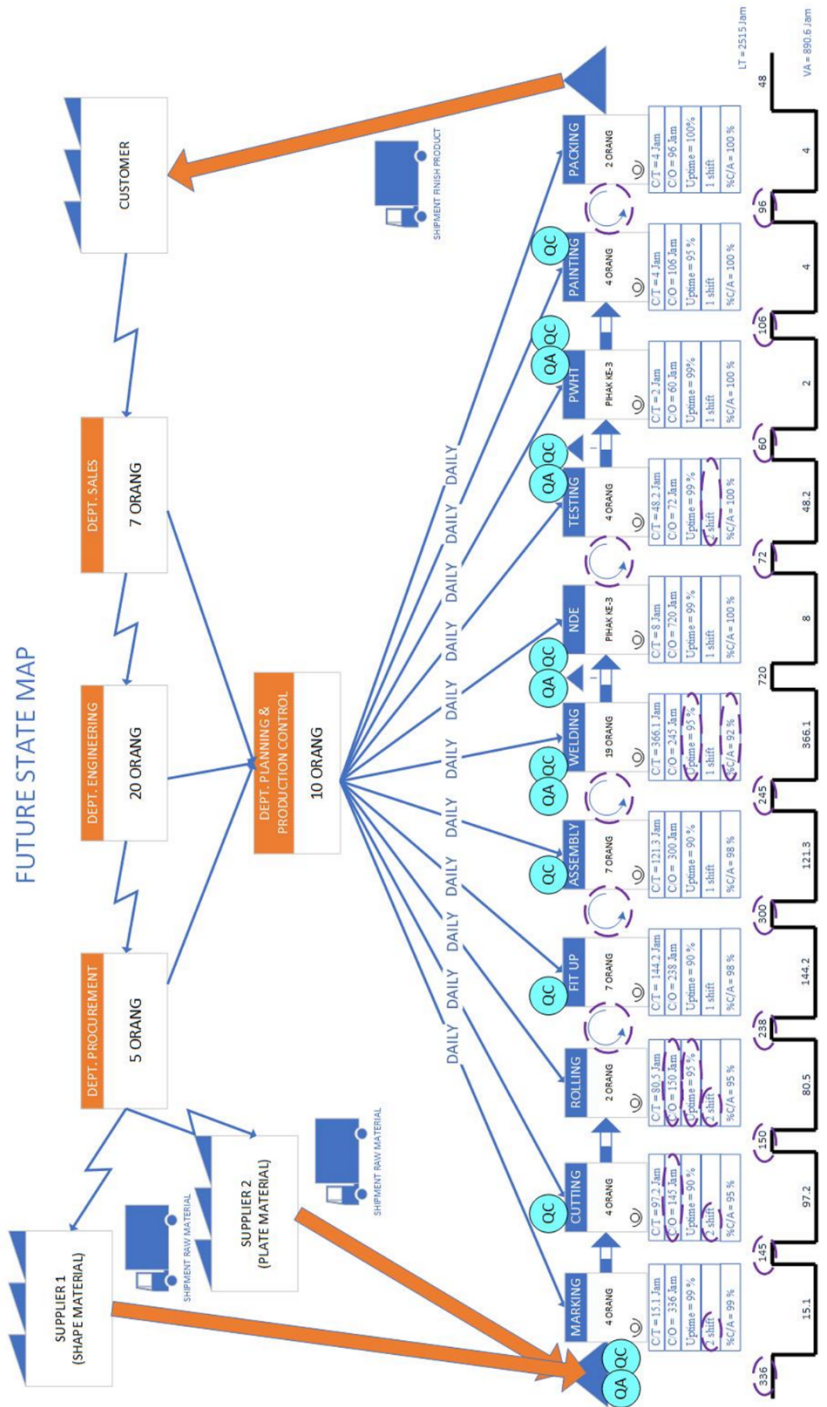 FUTURE STATE MAP
SUPPLIER 1
(SHAPE MATERIAL)
SHIPMENT RAW MATERIAL
SUPPLIER 2
(PLATE MATERIAL)
SHIPMENT RAW MATERIAL
DEPT. PROCUREMENT
5 ORANG
DEPT. ENGINEERING
20 ORANG
DEPT. SALES
7 ORANG
CUSTOMER
SHIPMENT FINISH PRODUCT
DEPT. PLANNING &
PRODUCTION CONTROL
10 ORANG
DAILY
DAILY
DAILY
DAILY
DAILY
DAILY
DAILY
DAILY
DAILY
DAILY
DAILY
QA
QC
MARKING
4 ORANG
C/T = 15.1 Jam
C/O = 336 Jam
Uptime = 99 %
2 shift
%C/A = 99 %
QC
CUTTING
4 ORANG
C/T = 97.2 Jam
C/O = 145 Jam
Uptime = 90 %
2 shift
%C/A = 95 %
ROLLING
2 ORANG
C/T = 80.5 Jam
C/O = 150 Jam
Uptime = 95 %
2 shift
%C/A = 95 %
QC
FIT UP
7 ORANG
C/T = 144.2 Jam
C/O = 238 Jam
Uptime = 90 %
1 shift
%C/A = 98 %
QC
ASSEMBLY
7 ORANG
C/T = 121.3 Jam
C/O = 300 Jam
Uptime = 90 %
1 shift
%C/A = 98 %
QA
QC
WELDING
19 ORANG
C/T = 366.1 Jam
C/O = 245 Jam
Uptime = 95 %
1 shift
%C/A = 92 %
QA
QC
I
NDE
PIHAK KE-3
C/T = 8 Jam
C/O = 720 Jam
Uptime = 99 %
1 shift
%C/A = 100 %
TESTING
4 ORANG
C/T = 48.2 Jam
C/O = 72 Jam
Uptime = 99 %
2 shift
%C/A = 100 %
QA
QC
I
PWHT
PIHAK KE-3
C/T = 2 Jam
C/O = 60 Jam
Uptime = 99%
1 shift
%C/A = 100 %
QA
QC
PAINTING
4 ORANG
C/T = 4 Jam
C/O = 106 Jam
Uptime = 95 %
1 shift
%C/A = 100 %
QC
PACKING
2 ORANG
C/T = 4 Jam
C/O = 96 Jam
Uptime = 100%
1 shift
%C/A = 100 %
336 145 150 238 300 245 720 72 60 106 96 48
15.1 97.2 80.5 144.2 121.3 366.1 8 48.2 2 4 4
LT = 2515 Jam
VA = 890.6 Jam